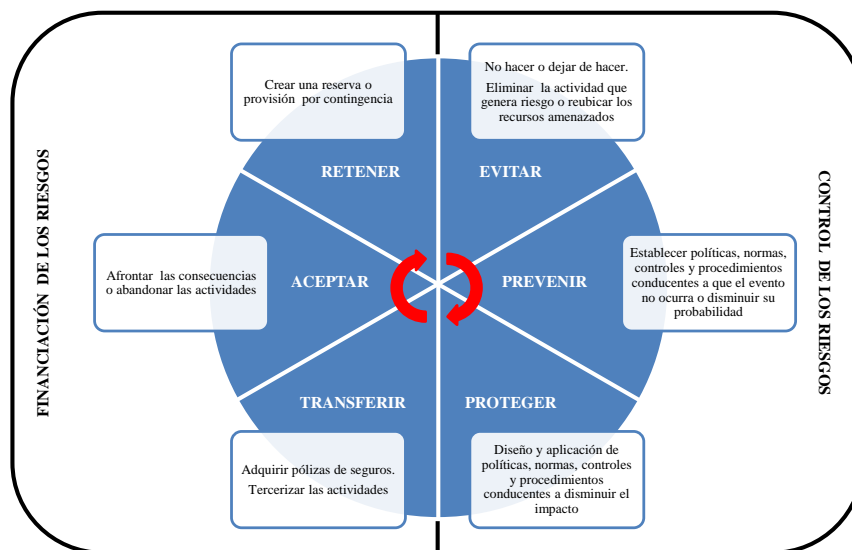 FINANCIACIÓN DE LOS RIESGOS
Crear una reserva o
provisión por contingencia
RETENER
Afrontar las consecuencias
o abandonar las actividades
ACEPTAR
TRANSFERIR
Adquirir pólizas de seguros.
Tercerizar las actividades
No hacer o dejar de hacer.
Eliminar la actividad que
genera riesgo o reubicar los
recursos amenazados
EVITAR
PREVENIR
Establecer políticas, normas,
controles y procedimientos
conducentes a que el evento
no ocurra o disminuir su
probabilidad
PROTEGER
Diseño y aplicación de
políticas, normas, controles
y procedimientos
conducentes a disminuir el
impacto
CONTROL DE LOS RIESGOS